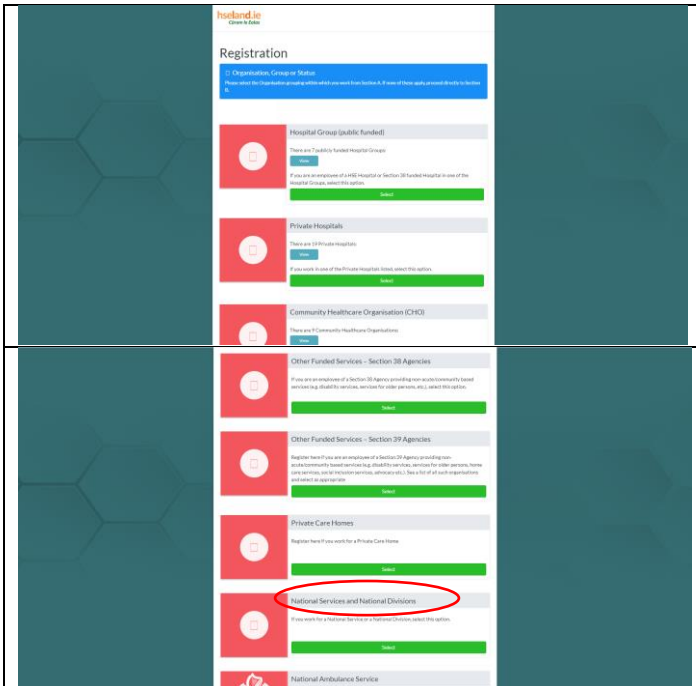 hseland.ie
Registration
Organisation, Group or Status
Please select the Organisation grouping within which you work from Section A. If none of these apply, proceed directly to Section
B.
Hospital Group (public funded)
There are 7 publicly funded Hospital Groups
View
If you are an employee of a HSE Hospital or Section 38 funded Hospital in one of the
Hospital Groups, select this option.
Select
Private Hospitals
There are 19 Private Hospitals
View
If you work in one of the Private Hospitals listed, select this option.
Select
Community Healthcare Organisation (CHO)
There are 9 Community Healthcare Organisations
View
Other Funded Services – Section 38 Agencies
If you are an employee of a Section 38 Agency providing non-acute/community based
services (e.g. disability services, services for older persons, etc.), select this option.
Select
Other Funded Services – Section 39 Agencies
Register here if you are an employee of a Section 39 Agency providing non-
acute/community based services (e.g. disability services, services for older persons, home
care services, social inclusion services, advocacy etc.). See a list of all such organisations
and select as appropriate
Select
Private Care Homes
Register here if you work for a Private Care Home
Select
National Services and National Divisions
If you work for a National Service or a National Division, select this option.
Select
National Ambulance Service